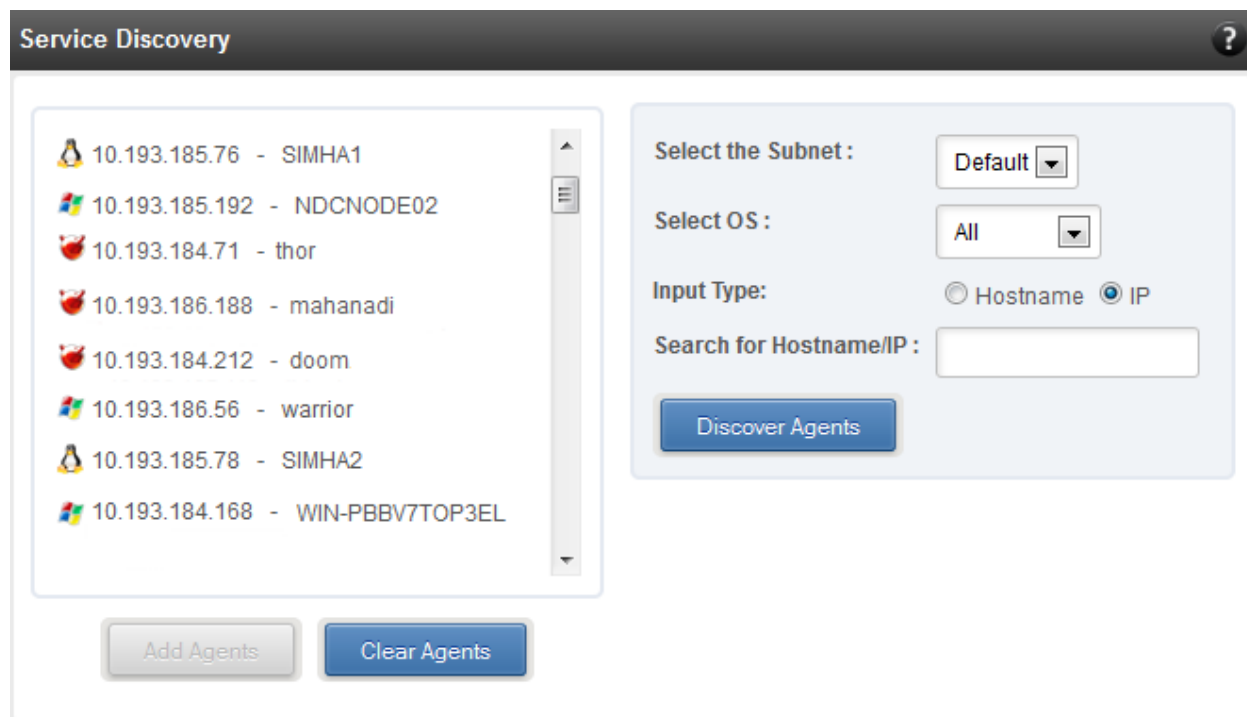 Service Discovery
?
10.193.185.76 - SIMHA1
10.193.185.192 - NDCNODE02
10.193.184.71 - thor
10.193.186.188 - mahanadi
10.193.184.212 - doom
10.193.186.56 - warrior
10.193.185.78 - SIMHA2
10.193.184.168 - WIN-PBBV7TOP3EL
Add Agents
Clear Agents
Select the Subnet :
Default
Select OS :
All
Input Type:
Hostname
IP
Search for Hostname/IP :
Discover Agents